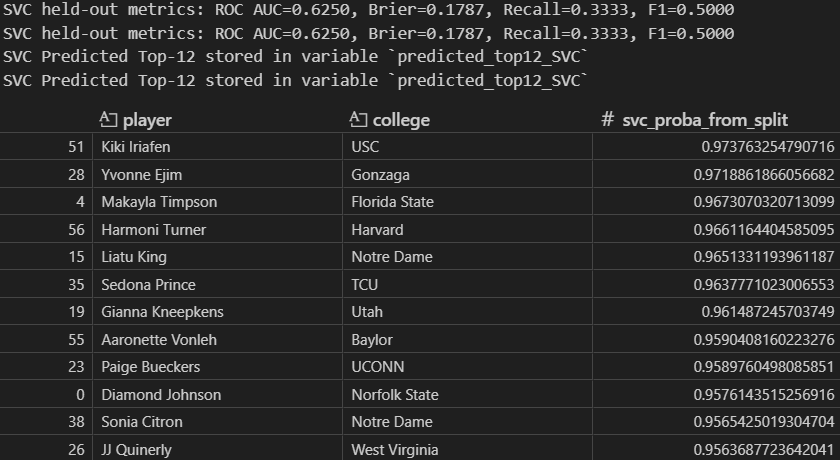 SVC held-out metrics: ROC AUC=0.6250, Brier=0.1787, Recall=0.3333, F1=0.5000
SVC held-out metrics: ROC AUC=0.6250, Brier=0.1787, Recall=0.3333, F1=0.5000
SVC Predicted Top-12 stored in variable `predicted_top12_SVC`
SVC Predicted Top-12 stored in variable `predicted_top12_SVC`
player college # svc_proba_from_split
51 Kiki Iriafen USC 0.973763254790716
28 Yvonne Ejim Gonzaga 0.9718861866056682
4 Makayla Timpson Florida State 0.9673070320713099
56 Harmoni Turner Harvard 0.9661164404585095
15 Liatu King Notre Dame 0.9651331193961187
35 Sedona Prince TCU 0.9637771023006553
19 Gianna Kneepkens Utah 0.961487245703749
55 Aaronette Vonleh Baylor 0.9590408160223276
23 Paige Bueckers UCONN 0.9589760498085851
0 Diamond Johnson Norfolk State 0.9576143515256916
38 Sonia Citron Notre Dame 0.9565425019304704
26 JJ Quinerly West Virginia 0.9563687723642041